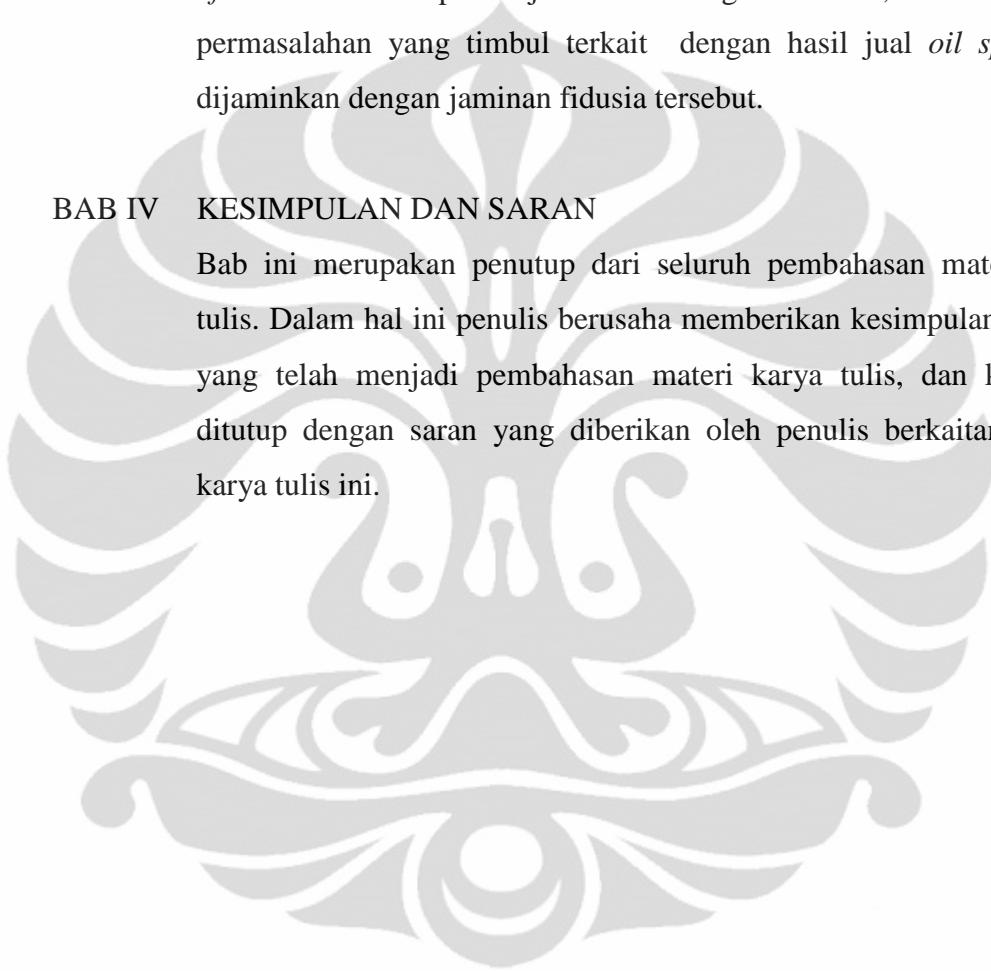 permasalahan yang timbul terkait dengan hasil jual oil
dijaminkan dengan jaminan fidusia tersebut.
BAB IV KESIMPULAN DAN SARAN
Bab ini merupakan penutup dari seluruh pembahasan
tulis. Dalam hal ini penulis berusaha memberikan kesimpulan
yang telah menjadi pembahasan materi karya tulis, dan
ditutup dengan saran yang diberikan oleh penulis
karya tulis ini.